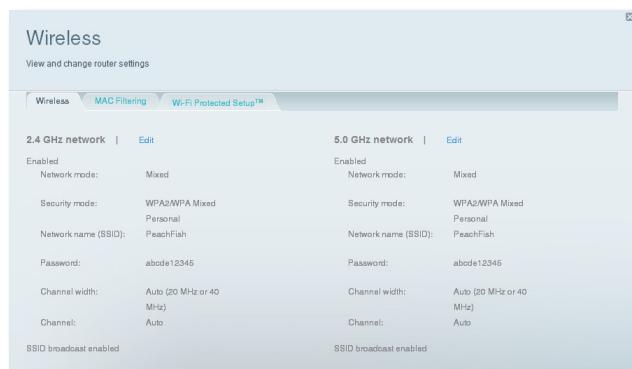 Wireless
View and change router settings
Wireless MAC Filtering Wi-Fi Protected Setup™
2.4 GHz network | Edit
Enabled
Network mode: Mixed
Security mode: WPA2/WPA Mixed
Personal
Network name (SSID): PeachFish
Password: abcde12345
Channel width: Auto (20 MHz or 40
MHz)
Channel: Auto
SSID broadcast enabled
5.0 GHz network | Edit
Enabled
Network mode: Mixed
Security mode: WPA2/WPA Mixed
Personal
Network name (SSID): PeachFish
Password: abcde12345
Channel width: Auto (20 MHz or 40
MHz)
Channel: Auto
SSID broadcast enabled